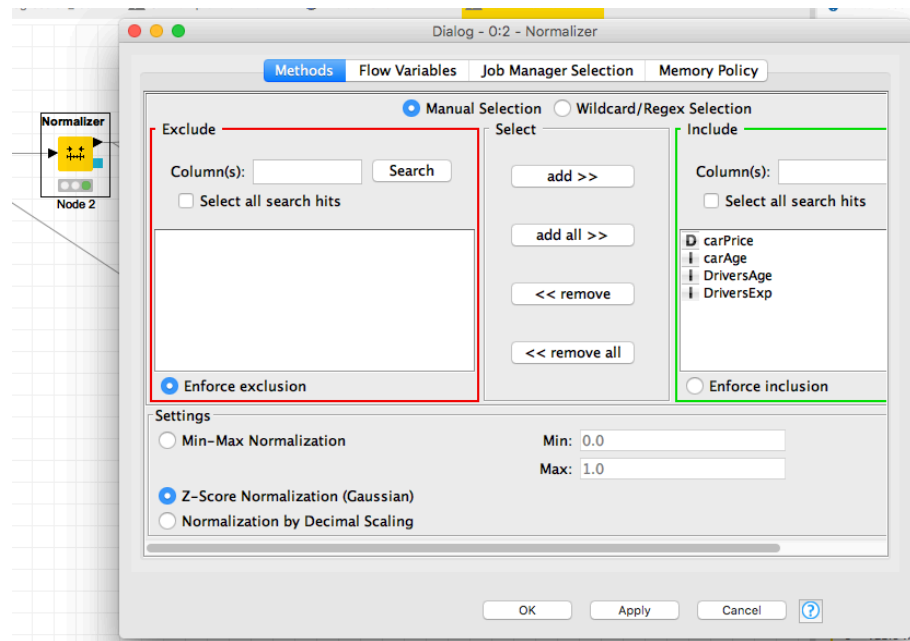 Dialog - 0:2 - Normalizer
Methods Flow Variables Job Manager Selection Memory Policy
Manual Selection Wildcard/Regex Selection
Normalizer
Node 2
Exclude
Column(s): Search
Select all search hits
Enforce exclusion
Select
add >>
add all >>
<< remove
<< remove all
Include
Column(s):
Select all search hits
D carPrice
I carAge
I DriversAge
I DriversExp
Enforce inclusion
Settings
Min-Max Normalization
Min: 0.0
Max: 1.0
Z-Score Normalization (Gaussian)
Normalization by Decimal Scaling
OK Apply Cancel ?